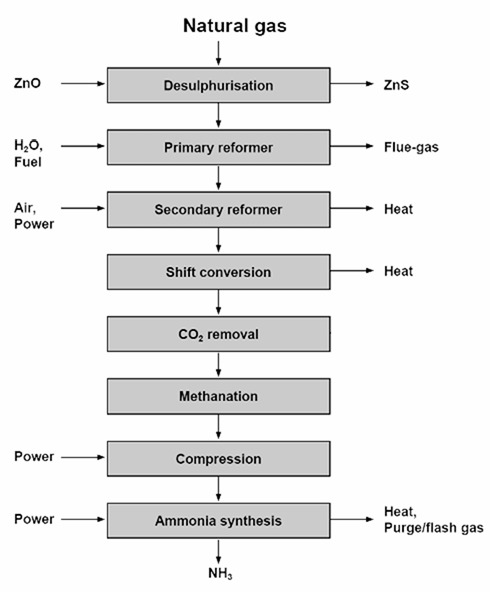 Natural gas
ZnO
Desulphurisation
ZnS
H₂O,
Fuel
Primary reformer
Flue-gas
Air,
Power
Secondary reformer
Heat
Shift conversion
Heat
CO₂ removal
Methanation
Power
Compression
Power
Ammonia synthesis
Heat,
Purge/flash gas
NH₃